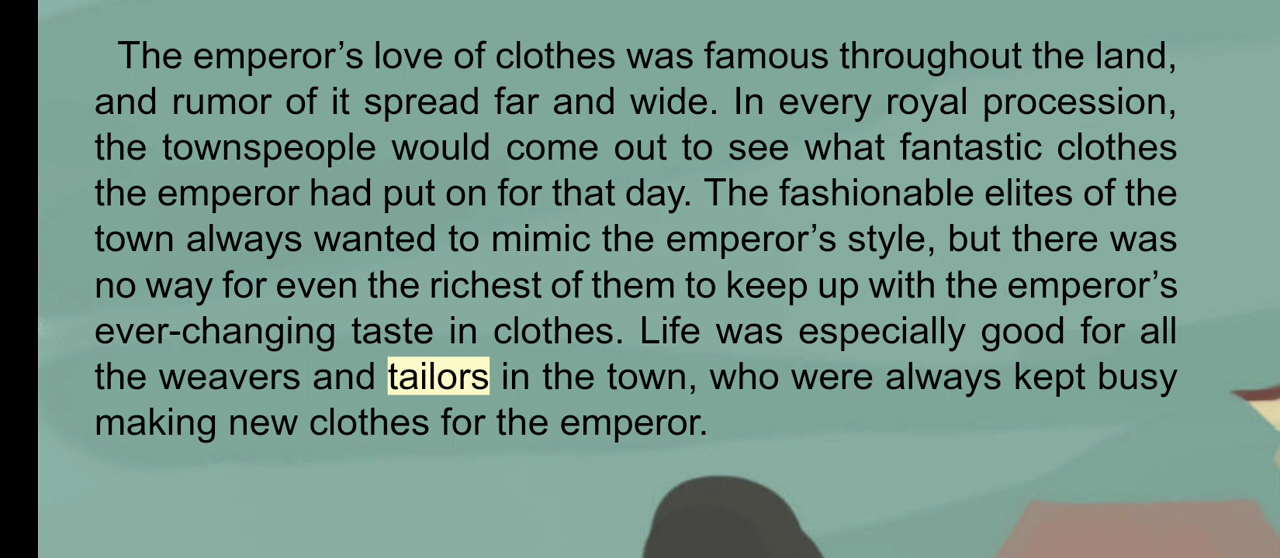 The emperor’s love of clothes was famous throughout the land,
and rumor of it spread far and wide. In every royal procession,
the townspeople would come out to see what fantastic clothes
the emperor had put on for that day. The fashionable elites of the
town always wanted to mimic the emperor’s style, but there was
no way for even the richest of them to keep up with the emperor’s
ever-changing taste in clothes. Life was especially good for all
the weavers and tailors in the town, who were always kept busy
making new clothes for the emperor.